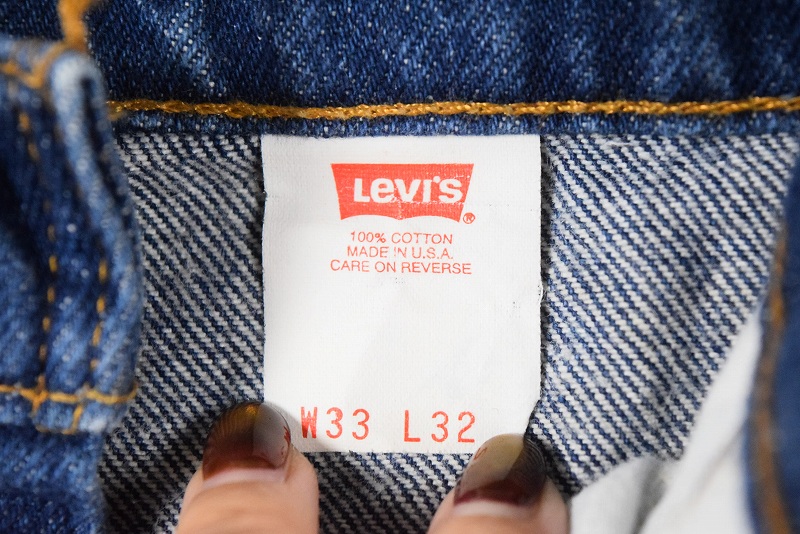 LEVI'S®
100% COTTON
MADE IN U.S.A.
CARE ON REVERSE
W33 L32